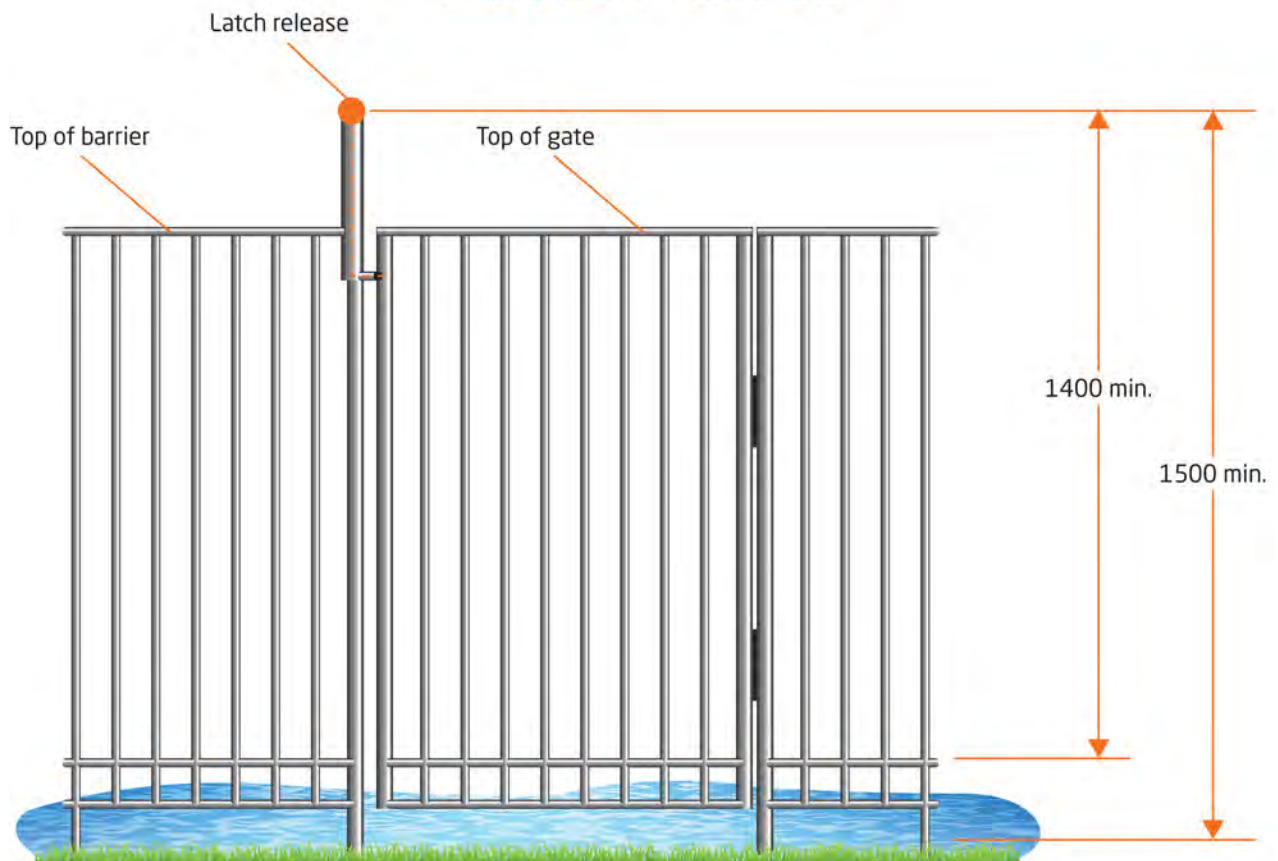 Latch release
Top of barrier
Top of gate
1400 min.
1500 min.